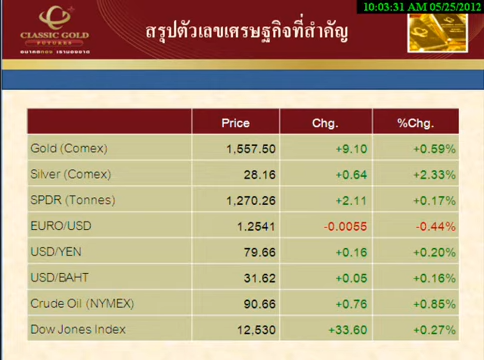 10:03:31 AM 05/25/2012
CLASSIC GOLD
FUTURES
สรุปตัวเลขเศรษฐกิจที่สำคัญ
Price Chg. %Chg.
Gold (Comex) 1,557.50 +9.10 +0.59%
Silver (Comex) 28.16 +0.64 +2.33%
SPDR (Tonnes) 1,270.26 +2.11 +0.17%
EURO/USD 1.2541 -0.0055 -0.44%
USD/YEN 79.66 +0.16 +0.20%
USD/BAHT 31.62 +0.05 +0.16%
Crude Oil (NYMEX) 90.66 +0.76 +0.85%
Dow Jones Index 12,530 +33.60 +0.27%